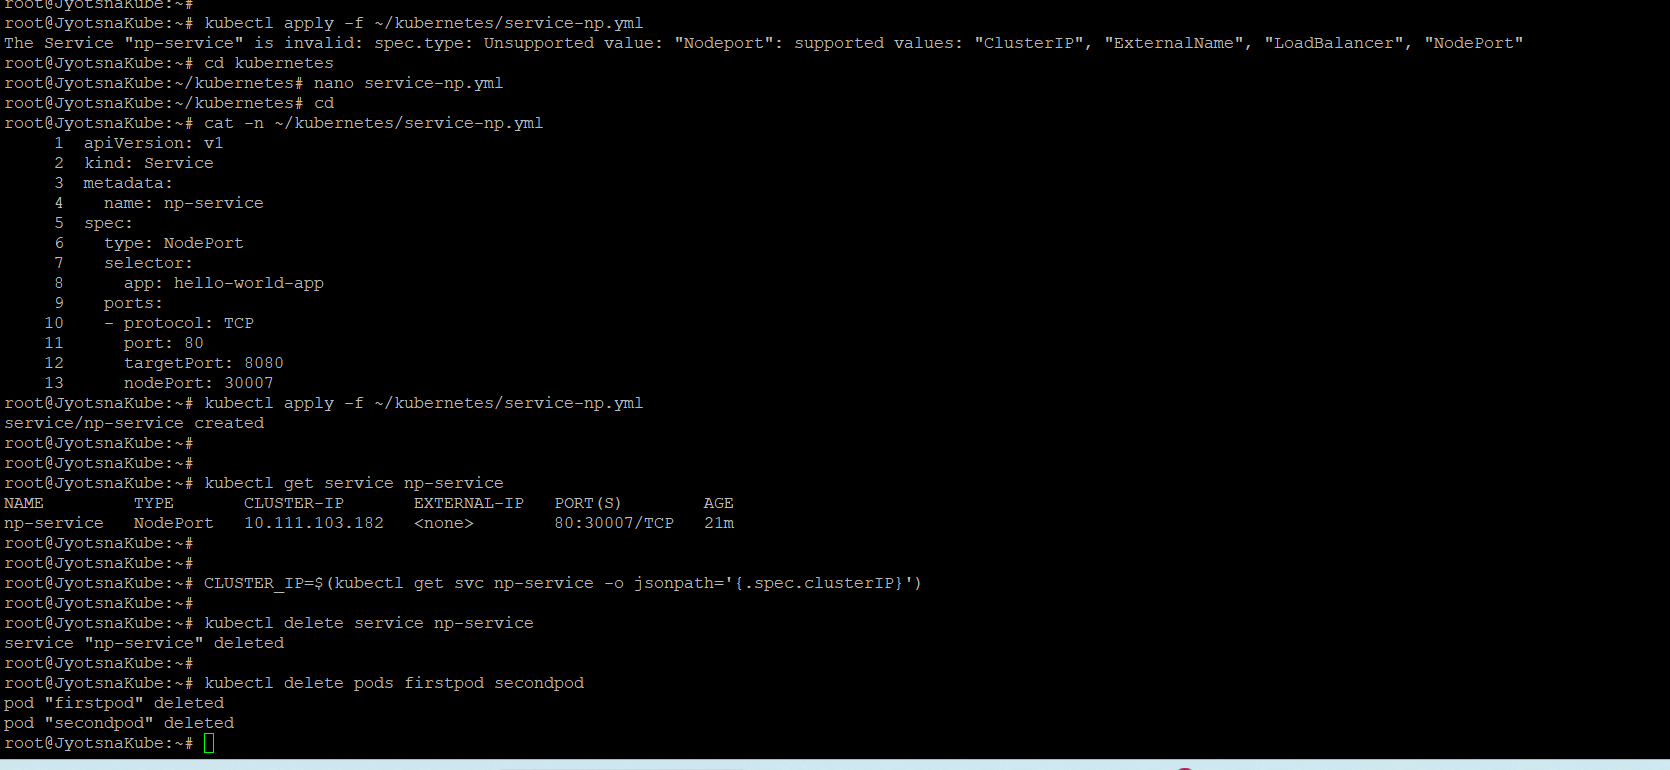 root@JyotsnaKube:~#
root@JyotsnaKube:~# kubectl apply -f ~/kubernetes/service-np.yml
The Service "np-service" is invalid: spec.type: Unsupported value: "Nodeport": supported values: "ClusterIP", "ExternalName", "LoadBalancer", "NodePort"
root@JyotsnaKube:~# cd kubernetes
root@JyotsnaKube:~/kubernetes# nano service-np.yml
root@JyotsnaKube:~/kubernetes# cd
root@JyotsnaKube:~# cat -n ~/kubernetes/service-np.yml
     1  apiVersion: v1
     2  kind: Service
     3  metadata:
     4    name: np-service
     5  spec:
     6    type: NodePort
     7    selector:
     8      app: hello-world-app
     9    ports:
    10    - protocol: TCP
    11      port: 80
    12      targetPort: 8080
    13      nodePort: 30007
root@JyotsnaKube:~# kubectl apply -f ~/kubernetes/service-np.yml
service/np-service created
root@JyotsnaKube:~#
root@JyotsnaKube:~#
root@JyotsnaKube:~# kubectl get service np-service
NAME         TYPE       CLUSTER-IP       EXTERNAL-IP   PORT(S)        AGE
np-service   NodePort   10.111.103.182   <none>        80:30007/TCP   21m
root@JyotsnaKube:~#
root@JyotsnaKube:~#
root@JyotsnaKube:~# CLUSTER_IP=$(kubectl get svc np-service -o jsonpath='{.spec.clusterIP}')
root@JyotsnaKube:~#
root@JyotsnaKube:~# kubectl delete service np-service
service "np-service" deleted
root@JyotsnaKube:~#
root@JyotsnaKube:~# kubectl delete pods firstpod secondpod
pod "firstpod" deleted
pod "secondpod" deleted
root@JyotsnaKube:~#